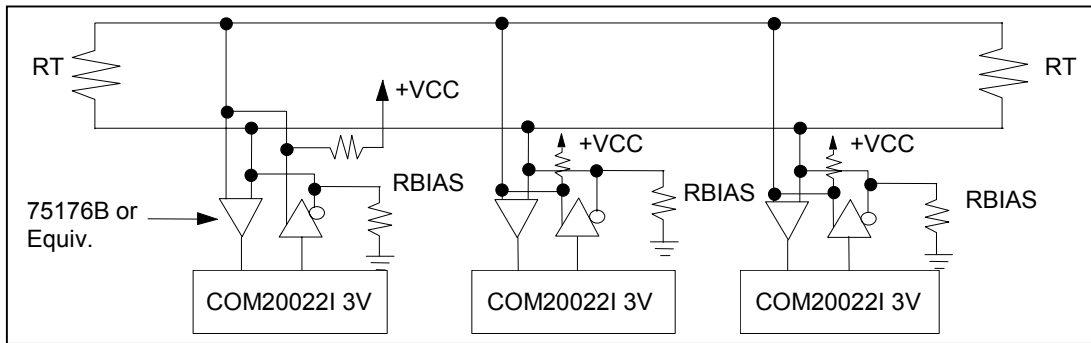 RT
RT
+VCC
+VCC
+VCC
RBIAS
RBIAS
RBIAS
75176B or
Equiv.
COM20022I 3V
COM20022I 3V
COM20022I 3V